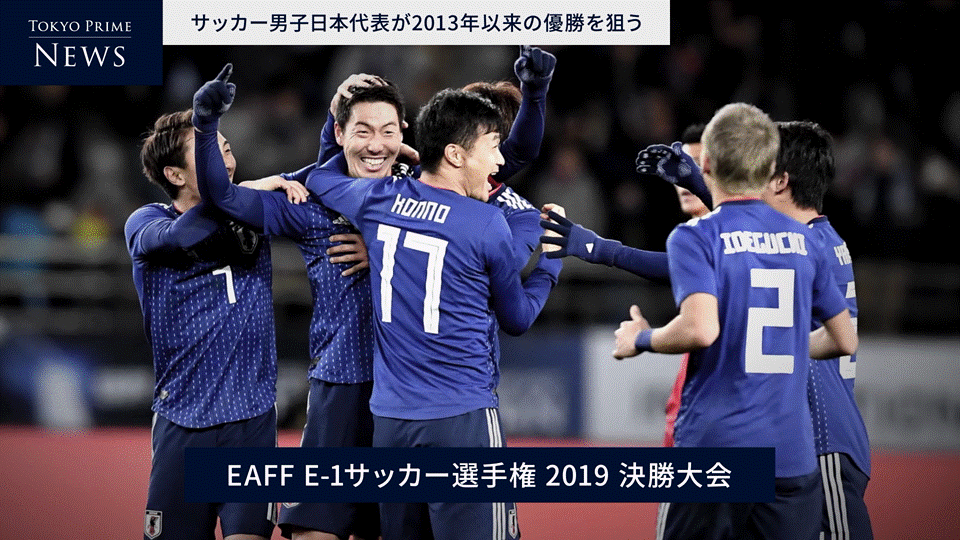 TOKYO PRIME
NEWS
サッカー男子日本代表が2013年以来の優勝を狙う
KONNO
17
7
IDEGUCHI
2
EAFF E-1サッカー選手権 2019 決勝大会